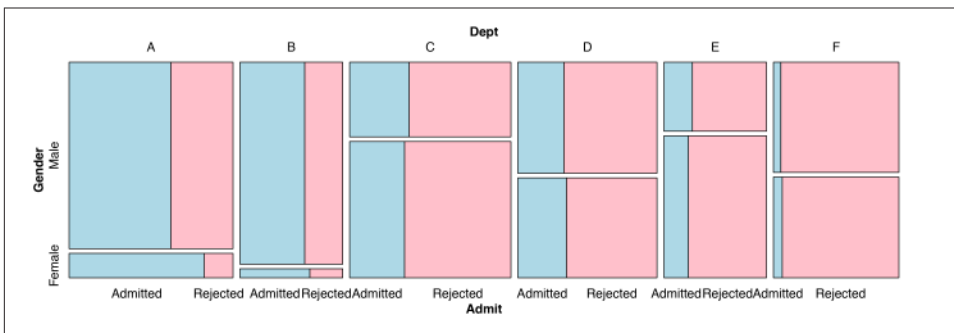 Dept
A B C D E F
Gender
Male
Female
Admitted Rejected Admitted Rejected Admitted Rejected Admitted Rejected Admitted Rejected Admitted Rejected
Admit